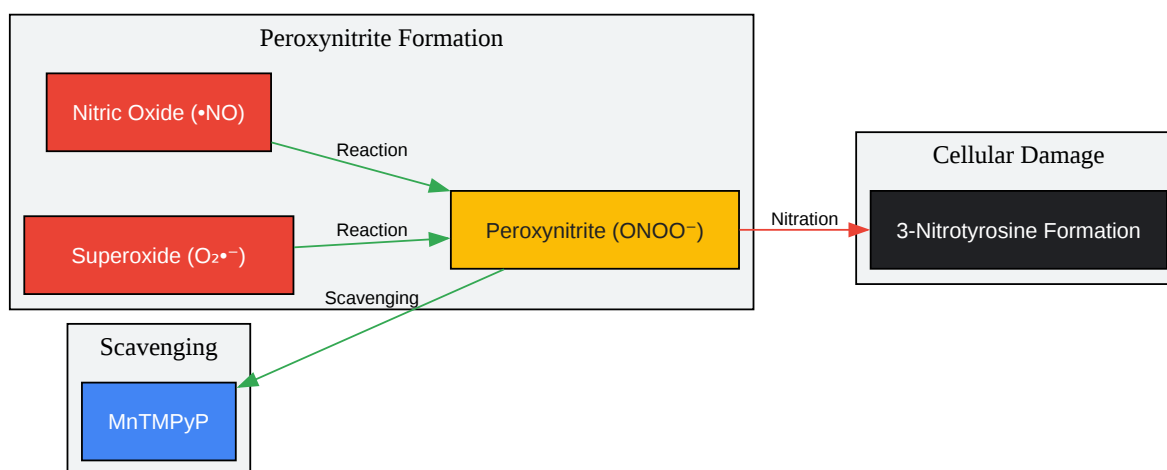 Peroxynitrite Formation
Nitric Oxide (•NO)
Reaction
Superoxide (O₂•⁻)
Reaction
Peroxynitrite (ONOO⁻)
Nitration
Cellular Damage
3-Nitrotyrosine Formation
Scavenging
Scavenging
MnTMPyP